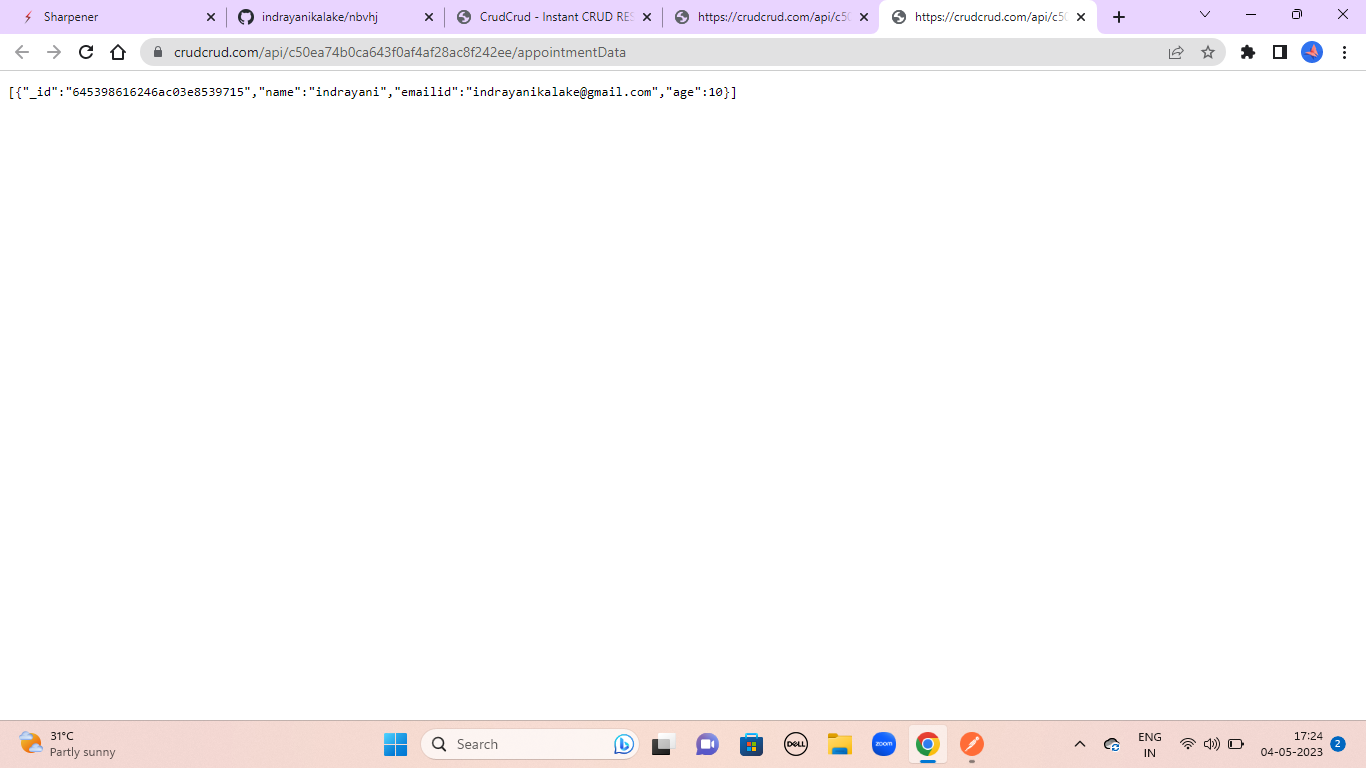 Sharpener
indrayanikalake/nbvhj
CrudCrud - Instant CRUD RES
https://crudcrud.com/api/c50
https://crudcrud.com/api/c50
crudcrud.com/api/c50ea74b0ca643f0af4af28ac8f242ee/appointmentData
[{"_id":"645398616246ac03e8539715","name":"indrayani","emailid":"indrayanikalake@gmail.com","age":10}]
31°C
Partly sunny
Search
DELL
zoom
ENG
IN
17:24
04-05-2023
2